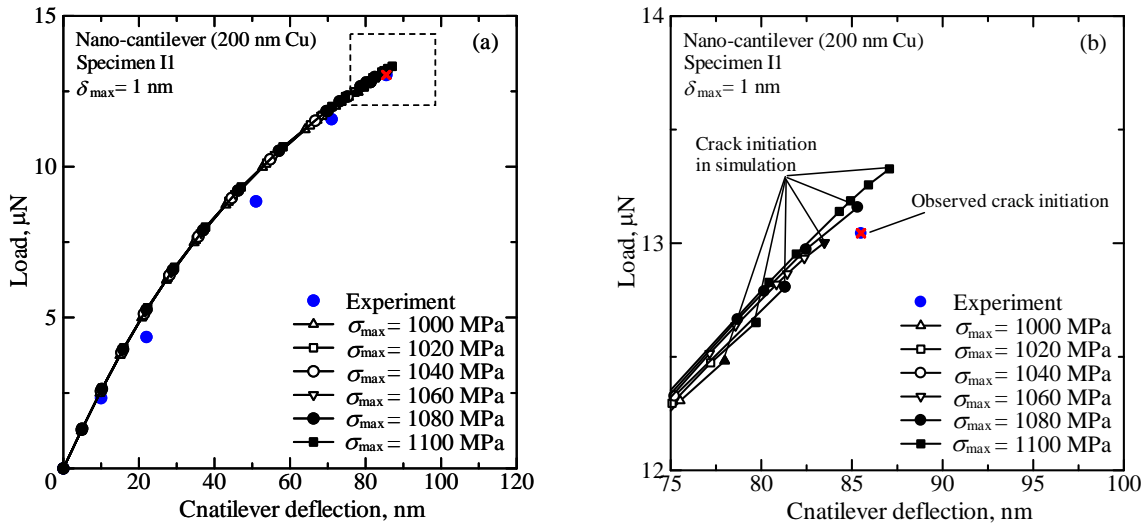 15
10
5
0
Load, μN
Nano-cantilever (200 nm Cu)
Specimen I1
δmax= 1 nm
(a)
Experiment
σmax= 1000 MPa
σmax= 1020 MPa
σmax= 1040 MPa
σmax= 1060 MPa
σmax= 1080 MPa
σmax= 1100 MPa
0 20 40 60 80 100 120
Cnatilever deflection, nm
14
13
12
Load, μN
Nano-cantilever (200 nm Cu)
Specimen I1
δmax= 1 nm
(b)
Crack initiation
in simulation
Observed crack initiation
Experiment
σmax= 1000 MPa
σmax= 1020 MPa
σmax= 1040 MPa
σmax= 1060 MPa
σmax= 1080 MPa
σmax= 1100 MPa
75 80 85 90 95 100
Cnatilever deflection, nm